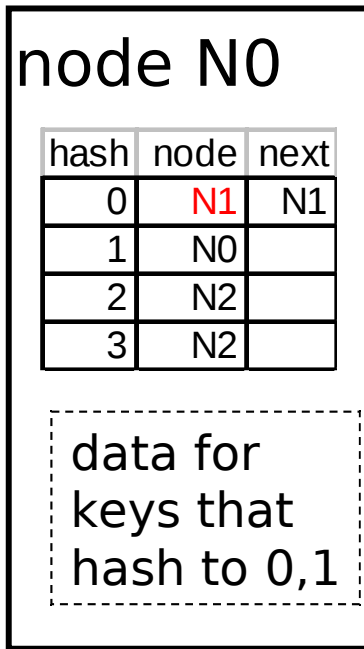 node N0
hash node next
0 N1 N1
1 N0
2 N2
3 N2
data for
keys that
hash to 0,1